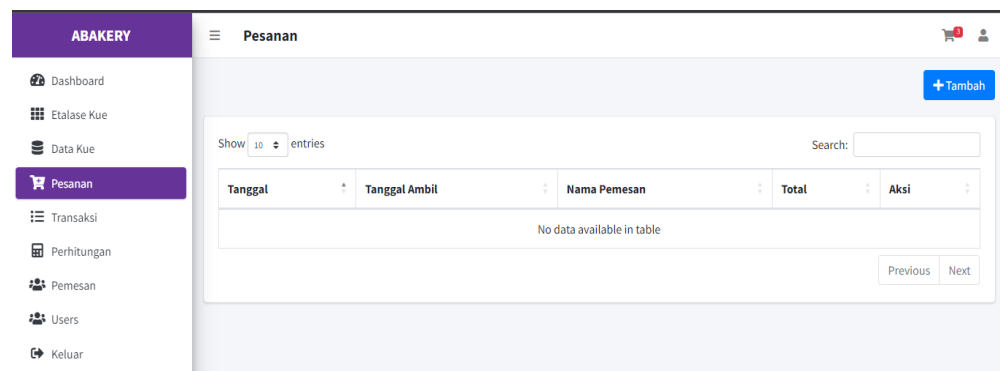 ABAKERY
Pesanan
3
Dashboard
Etalase Kue
Data Kue
Pesanan
Transaksi
Perhitungan
Pemesan
Users
Keluar
+Tambah
Show 10 entries
Search:
Tanggal Tanggal Ambil Nama Pemesan Total Aksi
No data available in table
Previous Next